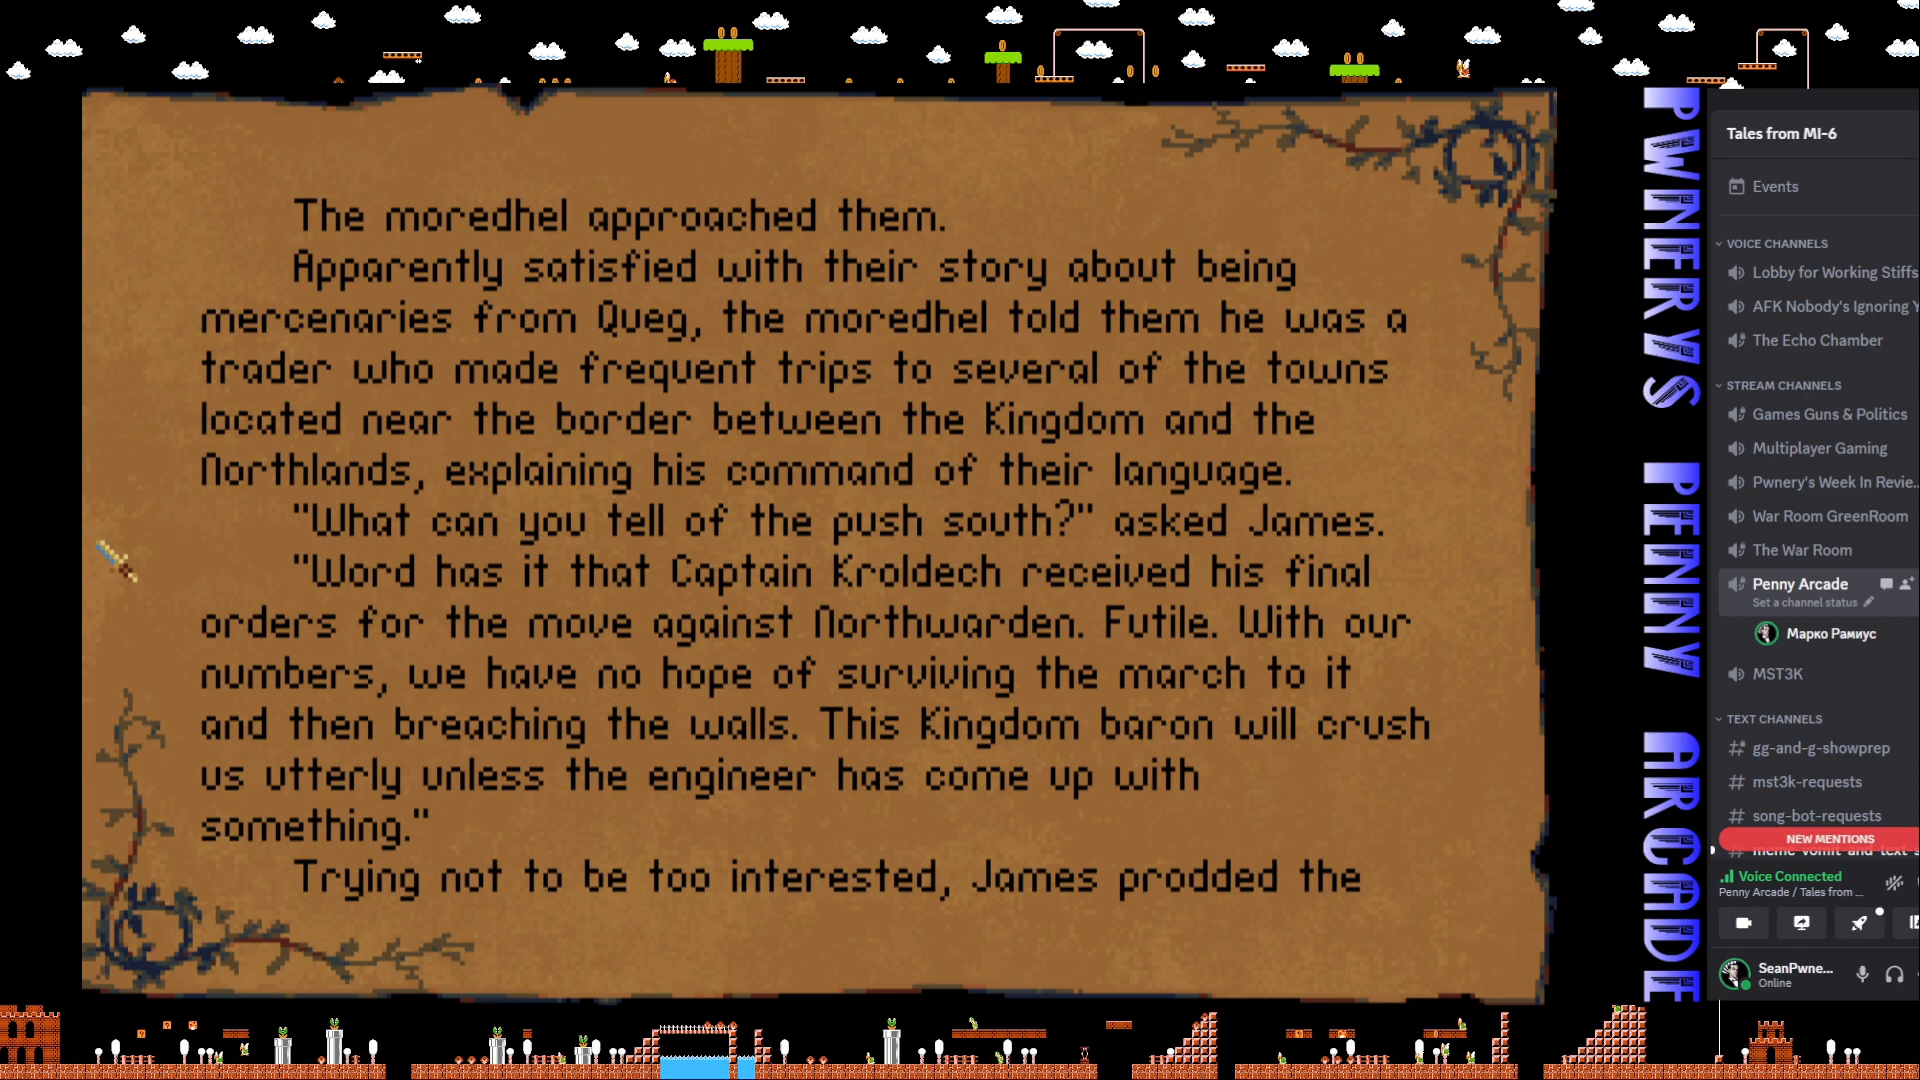 The moredhel approached them.
Apparently satisfied with their story about being
mercenaries from Queg, the moredhel told them he was a
trader who made frequent trips to several of the towns
located near the border between the Kingdom and the
Northlands, explaining his command of their language.
"What can you tell of the push south?" asked James.
"Word has it that Captain Kroldech received his final
orders for the move against Northwarden. Futile. With our
numbers, we have no hope of surviving the march to it
and then breaching the walls. This Kingdom baron will crush
us utterly unless the engineer has come up with
something."
Trying not to be too interested, James prodded the
PWNERYS PENNY ARCADE
Tales from MI-6
Events
VOICE CHANNELS
Lobby for Working Stiffs
AFK Nobody's Ignoring Y
The Echo Chamber
STREAM CHANNELS
Games Guns & Politics
Multiplayer Gaming
Pwnery's Week In Revie...
War Room GreenRoom
The War Room
Penny Arcade
Set a channel status
Марко Рамиус
MST3K
TEXT CHANNELS
gg-and-g-showprep
mst3k-requests
song-bot-requests
NEW MENTIONS
Voice Connected
Penny Arcade / Tales from ...
SeanPwne...
Online